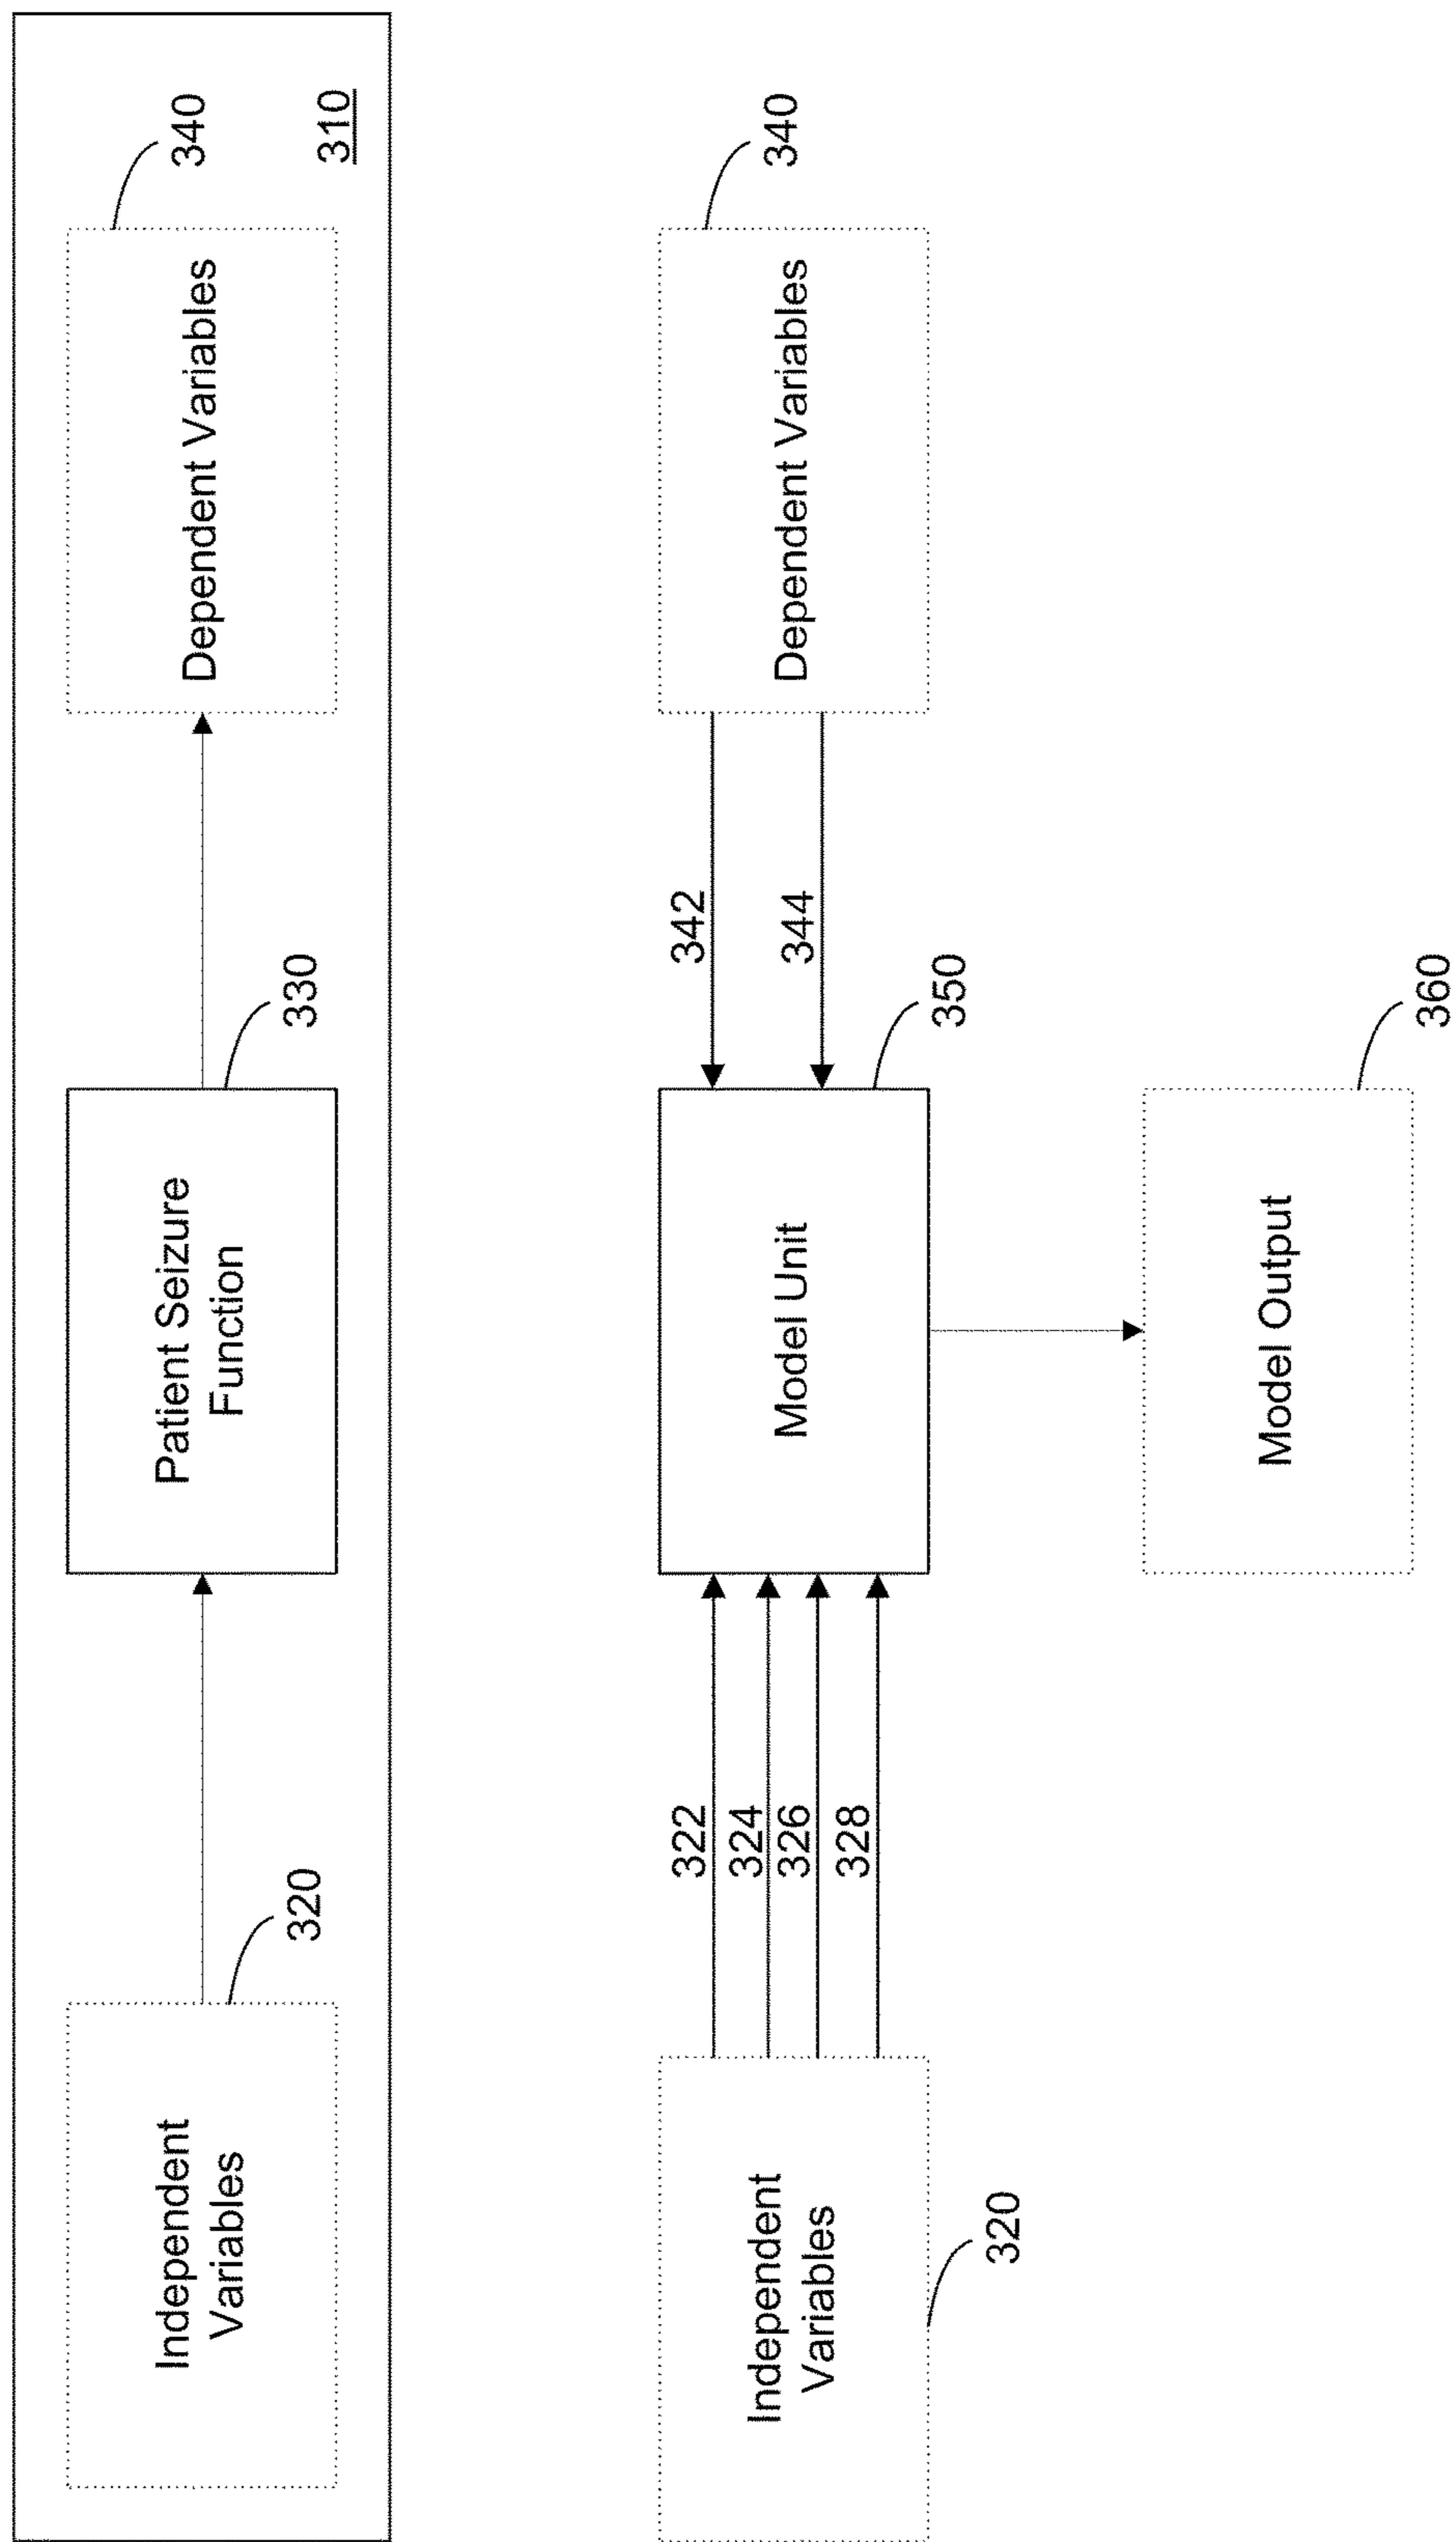 Independent
Variables
320
Patient Seizure
Function
330
Dependent Variables
340
310
Independent
Variables
320
322
324
326
328
Model Unit
350
342
344
Dependent Variables
340
Model Output
360